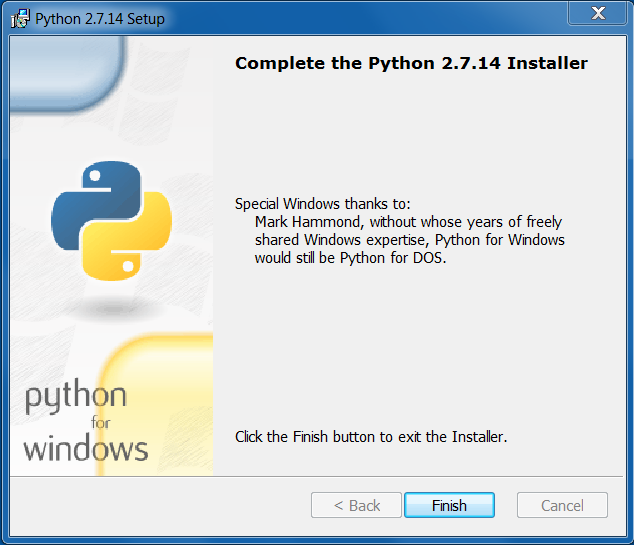 Python 2.7.14 Setup
Complete the Python 2.7.14 Installer
Special Windows thanks to:
Mark Hammond, without whose years of freely
shared Windows expertise, Python for Windows
would still be Python for DOS.
python
for
windows
Click the Finish button to exit the Installer.
< Back
Finish
Cancel